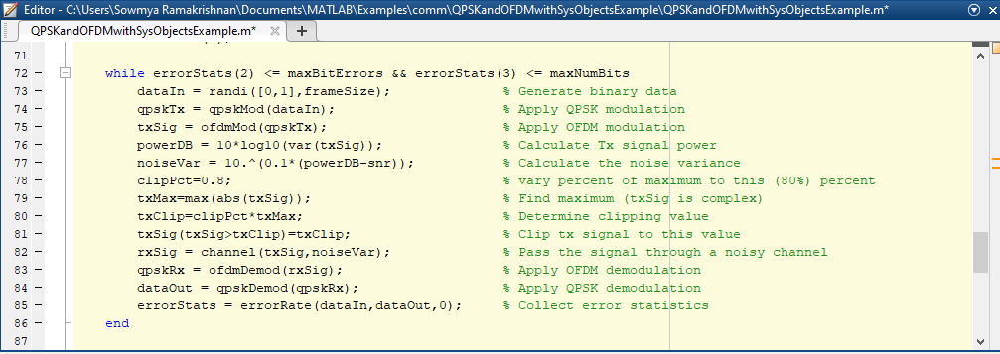 Editor - C:\Users\Sowmya Ramakrishnan\Documents\MATLAB\Examples\comm\QPSKandOFDMwithSysObjectsExample\QPSKandOFDMwithSysObjectsExample.m*
QPSKandOFDMwithSysObjectsExample.m* × +
71
72 – while errorStats(2) <= maxBitErrors && errorStats(3) <= maxNumBits
73 – dataIn = randi([0,1],frameSize); % Generate binary data
74 – qpskTx = qpskMod(dataIn); % Apply QPSK modulation
75 – txSig = ofdmMod(qpskTx); % Apply OFDM modulation
76 – powerDB = 10*log10(var(txSig)); % Calculate Tx signal power
77 – noiseVar = 10.^(0.1*(powerDB-snr)); % Calculate the noise variance
78 – clipPct=0.8; % vary percent of maximum to this (80%) percent
79 – txMax=max(abs(txSig)); % Find maximum (txSig is complex)
80 – txClip=clipPct*txMax; % Determine clipping value
81 – txSig(txSig>txClip)=txClip; % Clip tx signal to this value
82 – rxSig = channel(txSig,noiseVar); % Pass the signal through a noisy channel
83 – qpskRx = ofdmDemod(rxSig); % Apply OFDM demodulation
84 – dataOut = qpskDemod(qpskRx); % Apply QPSK demodulation
85 – errorStats = errorRate(dataIn,dataOut,0); % Collect error statistics
86 – end
87